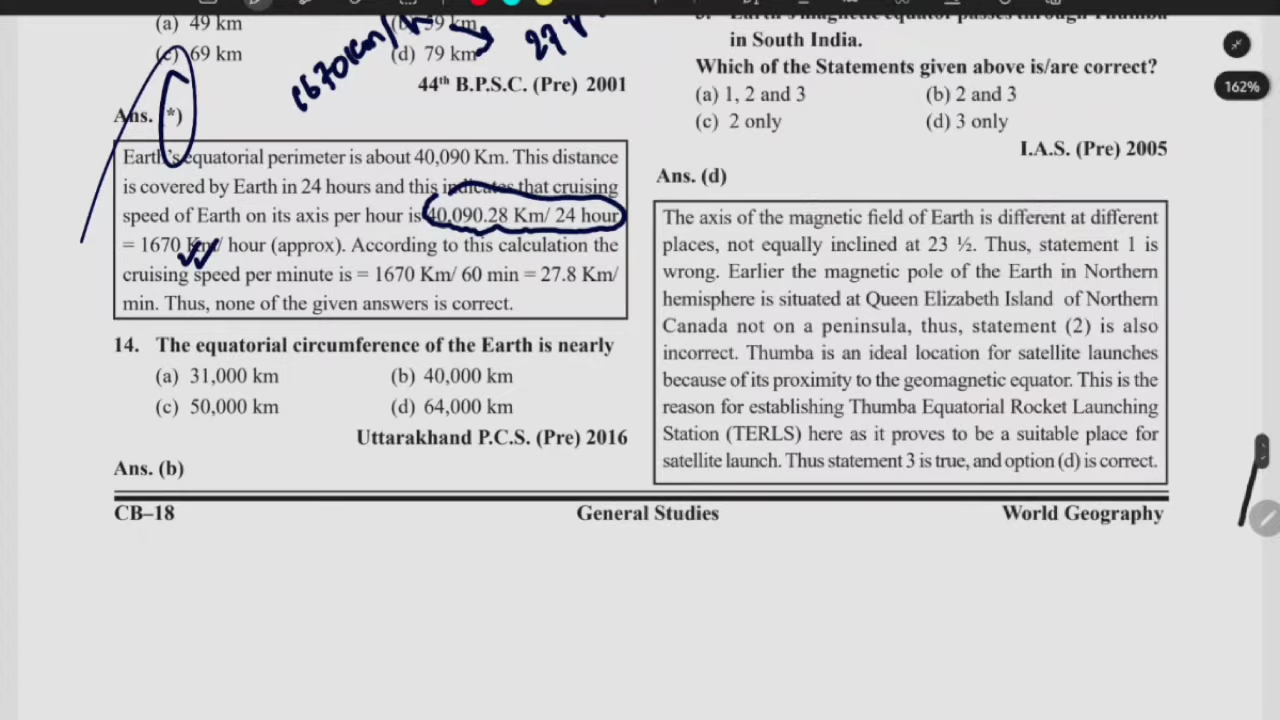 (a) 49 km
(b) 59 km
(c) 69 km
(d) 79 km
1670 Km/h
27
44th B.P.S.C. (Pre) 2001
Ans. (*)
Earth's equatorial perimeter is about 40,090 Km. This distance
is covered by Earth in 24 hours and this indicates that cruising
speed of Earth on its axis per hour is 40,090.28 Km/ 24 hour
= 1670 Km/ hour (approx). According to this calculation the
cruising speed per minute is = 1670 Km/ 60 min = 27.8 Km/
min. Thus, none of the given answers is correct.
14. The equatorial circumference of the Earth is nearly
(a) 31,000 km
(b) 40,000 km
(c) 50,000 km
(d) 64,000 km
Uttarakhand P.C.S. (Pre) 2016
Ans. (b)
3. Earth's magnetic equator passes through Thumba
in South India.
Which of the Statements given above is/are correct?
(a) 1, 2 and 3
(b) 2 and 3
(c) 2 only
(d) 3 only
I.A.S. (Pre) 2005
Ans. (d)
The axis of the magnetic field of Earth is different at different
places, not equally inclined at 23 ½. Thus, statement 1 is
wrong. Earlier the magnetic pole of the Earth in Northern
hemisphere is situated at Queen Elizabeth Island of Northern
Canada not on a peninsula, thus, statement (2) is also
incorrect. Thumba is an ideal location for satellite launches
because of its proximity to the geomagnetic equator. This is the
reason for establishing Thumba Equatorial Rocket Launching
Station (TERLS) here as it proves to be a suitable place for
satellite launch. Thus statement 3 is true, and option (d) is correct.
CB–18
General Studies
World Geography
162%